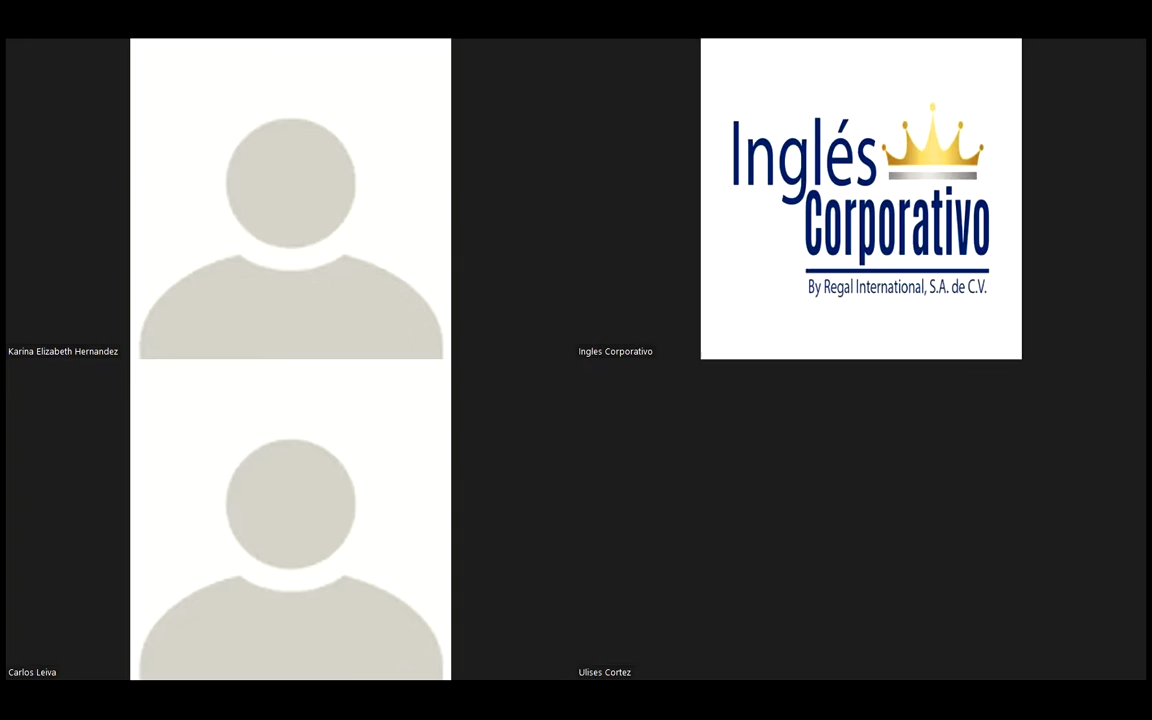 Inglés
Corporativo
By Regal International, S.A. de C.V.
Karina Elizabeth Hernandez
Ingles Corporativo
Carlos Leiva
Ulises Cortez